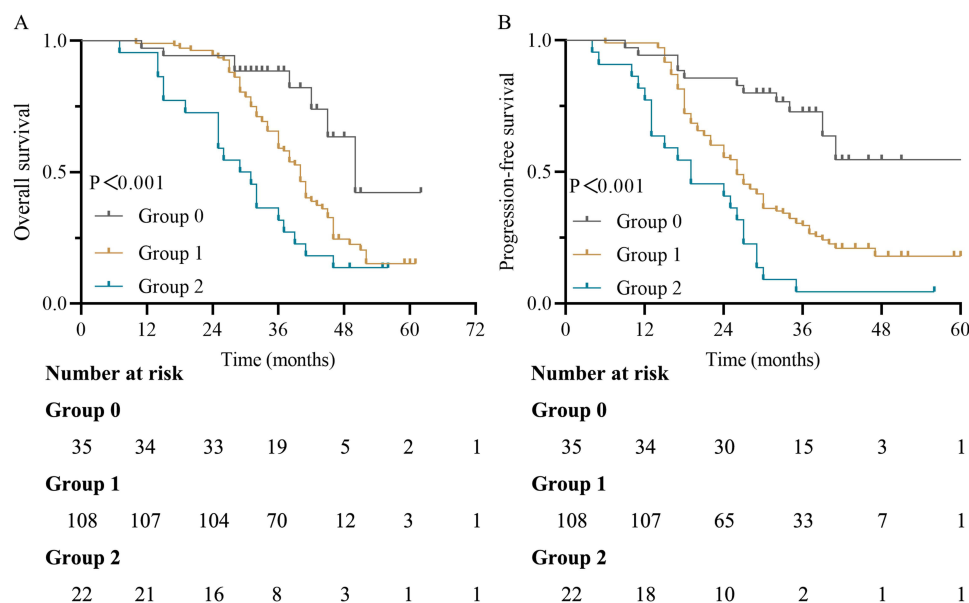 A
1.0
0.5
0.0
Overall survival
P<0.001
Group 0
Group 1
Group 2
0 12 24 36 48 60 72
Time (months)
Number at risk
Group 0
35 34 33 19 5 2 1
Group 1
108 107 104 70 12 3 1
Group 2
22 21 16 8 3 1 1
B
1.0
0.5
0.0
Progression-free survival
P<0.001
Group 0
Group 1
Group 2
0 12 24 36 48 60
Time (months)
Number at risk
Group 0
35 34 30 15 3 1
Group 1
108 107 65 33 7 1
Group 2
22 18 10 2 1 1